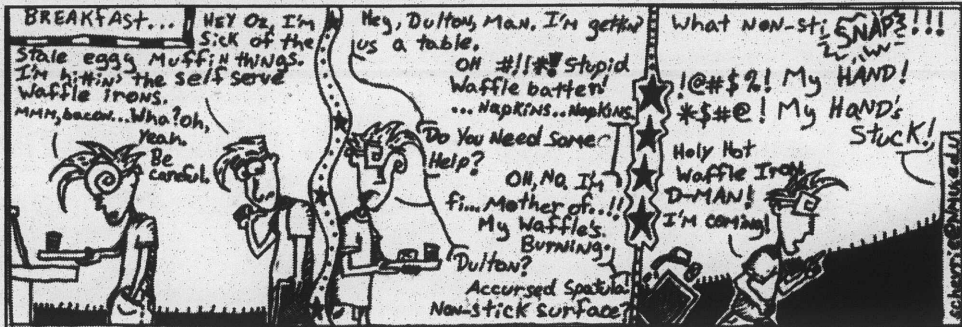 BREAKFAST...
HEY Oz, I'm
Sick of the
Stale eggy Muffin things.
I'm hittin' the self serve
Waffle irons.
MMM, bacon... Wha? oh,
yeah.
Be
careful.
Hey, Dulton, Man. I'm gettin'
us a table.
OH #!!#! Stupid
Waffle batter!
...Napkins..Napkins.
Do You Need Some
Help?
OH, NO. I'm
fi... Mother of..!!
My Waffle's
Burning.
Dulton?
Accursed Spatula.
Non-stick surface?
What NON-sti
SNAP!!!!
!@#$%! My HAND!
*$#@! My HAND'S
Stuck!
Holy Hot
Waffle Iron
D-MAN!
I'm coming!